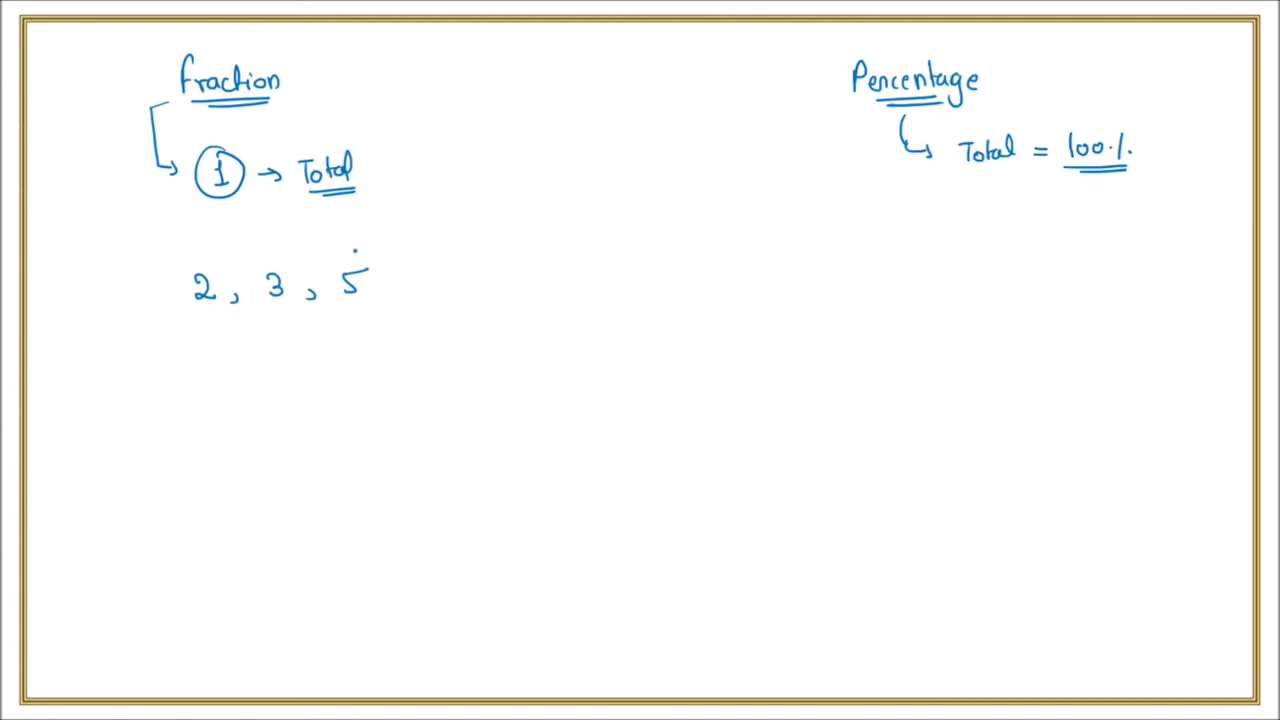 fraction
1 → Total
2, 3, 5
Percentage
Total = 100%